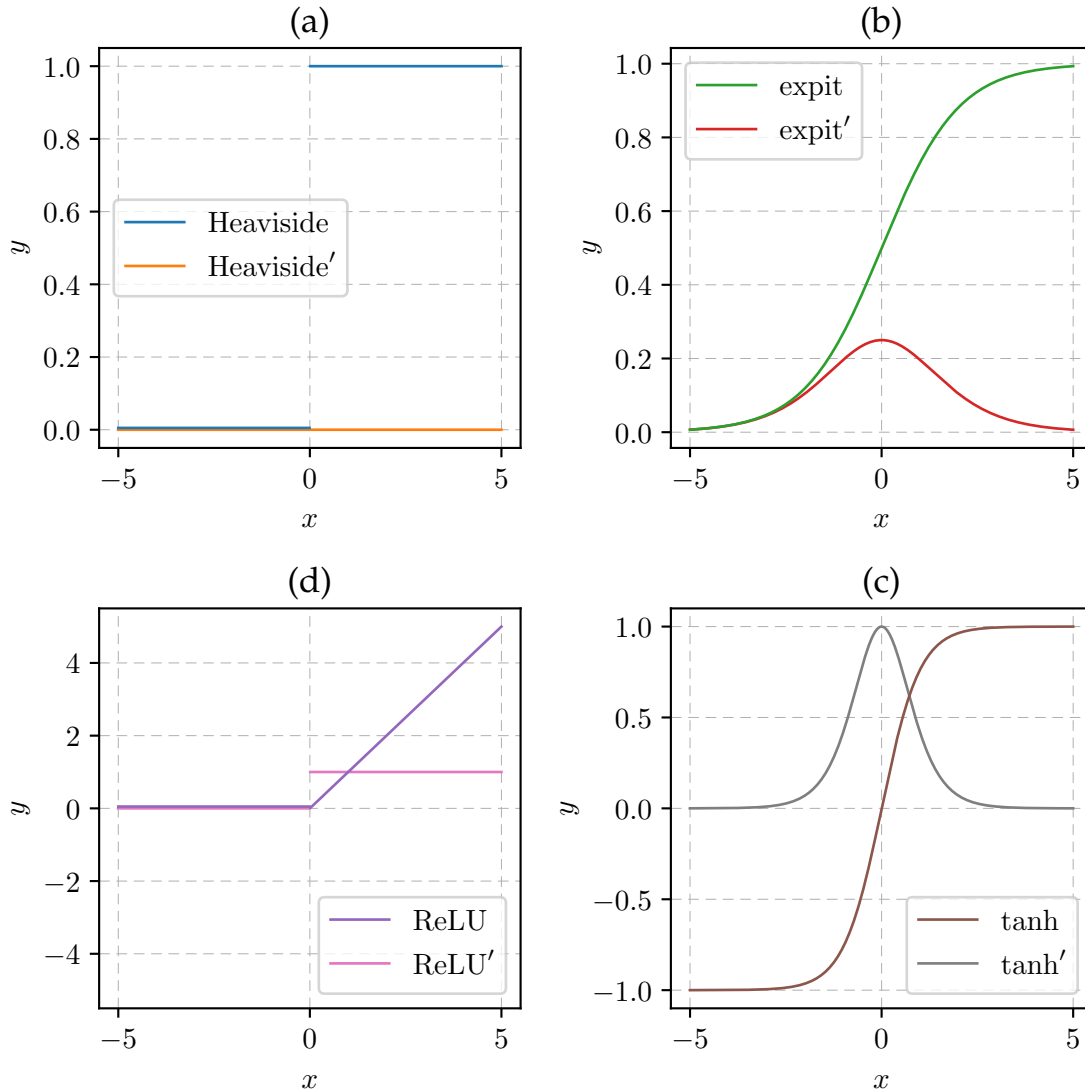 (a)
1.0
0.8
0.6
0.4
0.2
0.0
y
Heaviside
Heaviside′
−5
0
5
x
(b)
1.0
0.8
0.6
0.4
0.2
0.0
y
expit
expit′
−5
0
5
x
(d)
4
2
0
−2
−4
y
ReLU
ReLU′
−5
0
5
x
(c)
1.0
0.5
0.0
−0.5
−1.0
y
tanh
tanh′
−5
0
5
x